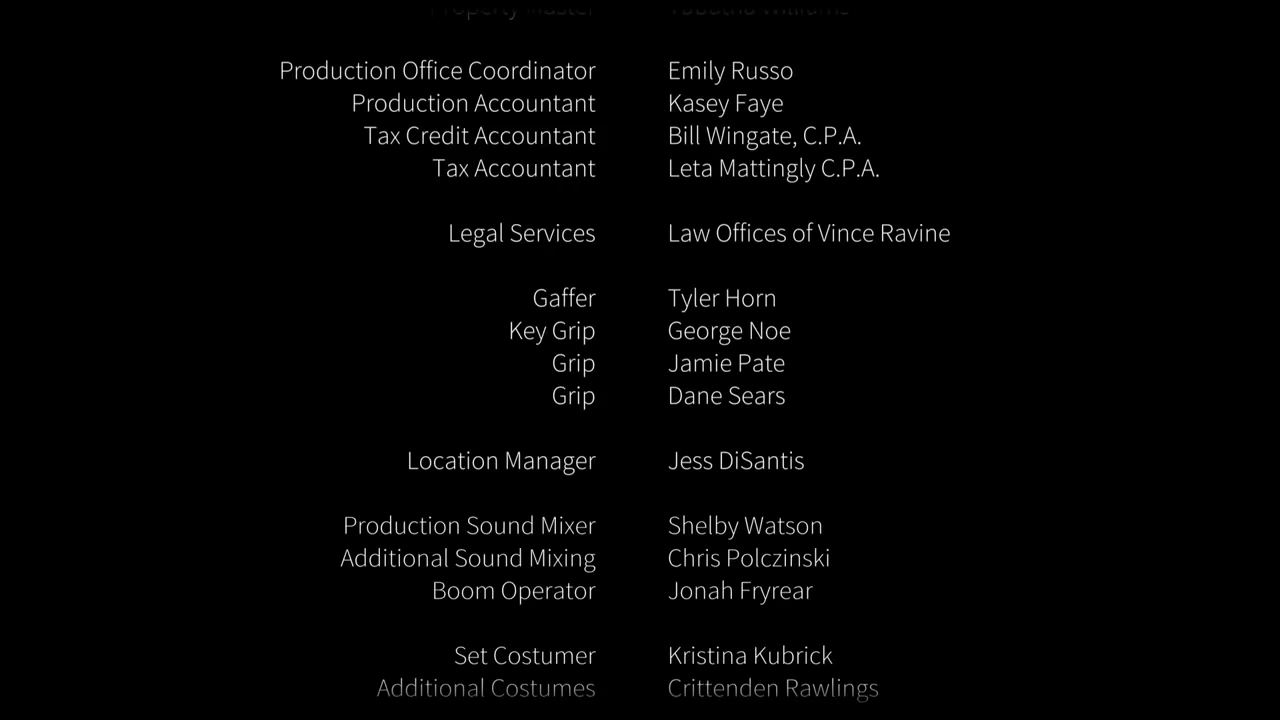 Property Master Williams
Production Office Coordinator Emily Russo
Production Accountant Kasey Faye
Tax Credit Accountant Bill Wingate, C.P.A.
Tax Accountant Leta Mattingly C.P.A.
Legal Services Law Offices of Vince Ravine
Gaffer Tyler Horn
Key Grip George Noe
Grip Jamie Pate
Grip Dane Sears
Location Manager Jess DiSantis
Production Sound Mixer Shelby Watson
Additional Sound Mixing Chris Polczinski
Boom Operator Jonah Fryrear
Set Costumer Kristina Kubrick
Additional Costumes Crittenden Rawlings